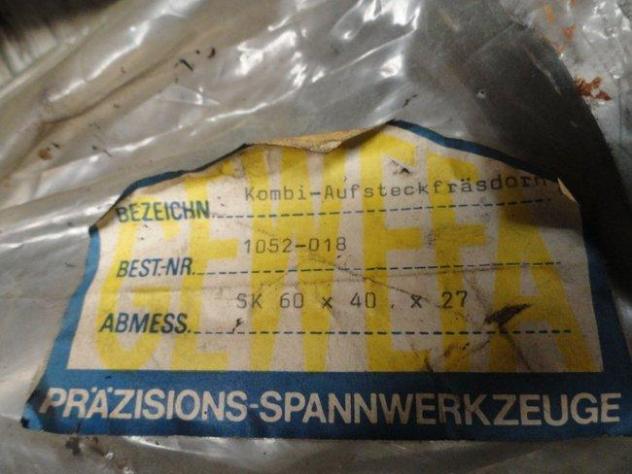 GEWEFA
BEZEICHN. Kombi-Aufsteckfräsdorn
BEST.-NR. 1052-018
ABMESS. SK 60 x 40 x 27
PRÄZISIONS-SPANNWERKZEUGE